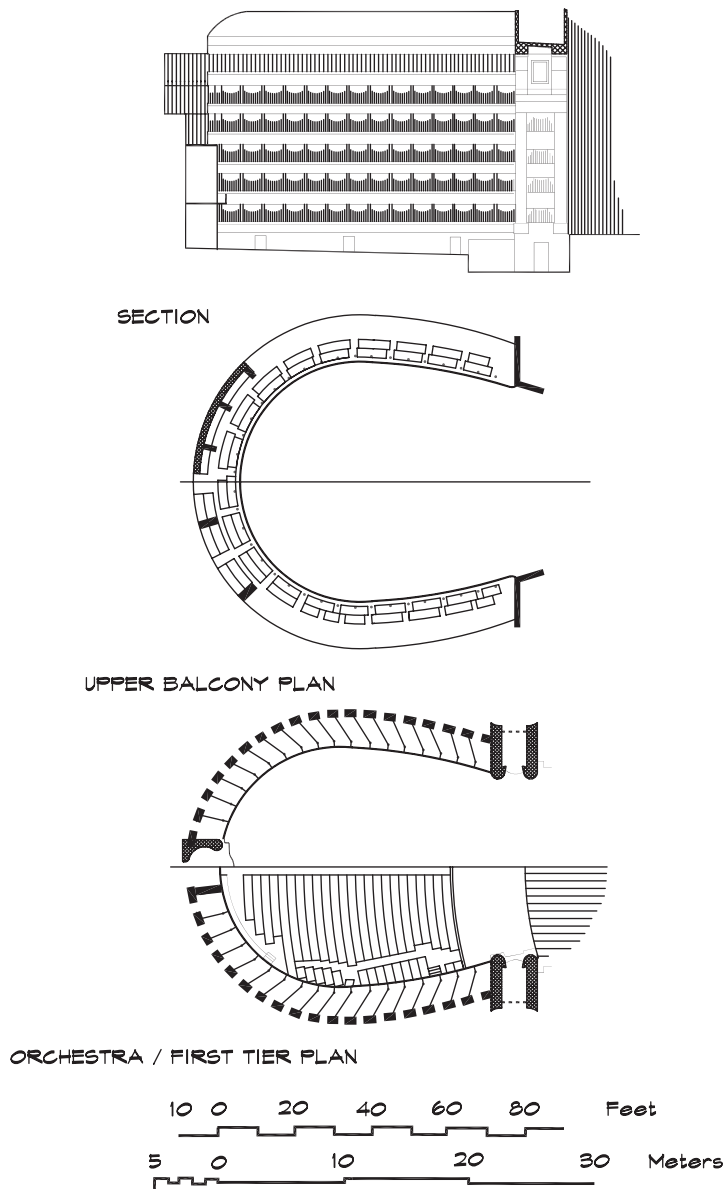 SECTION
UPPER BALCONY PLAN
ORCHESTRA / FIRST TIER PLAN
10 0 20 40 60 80 Feet
5 0 10 20 30 Meters